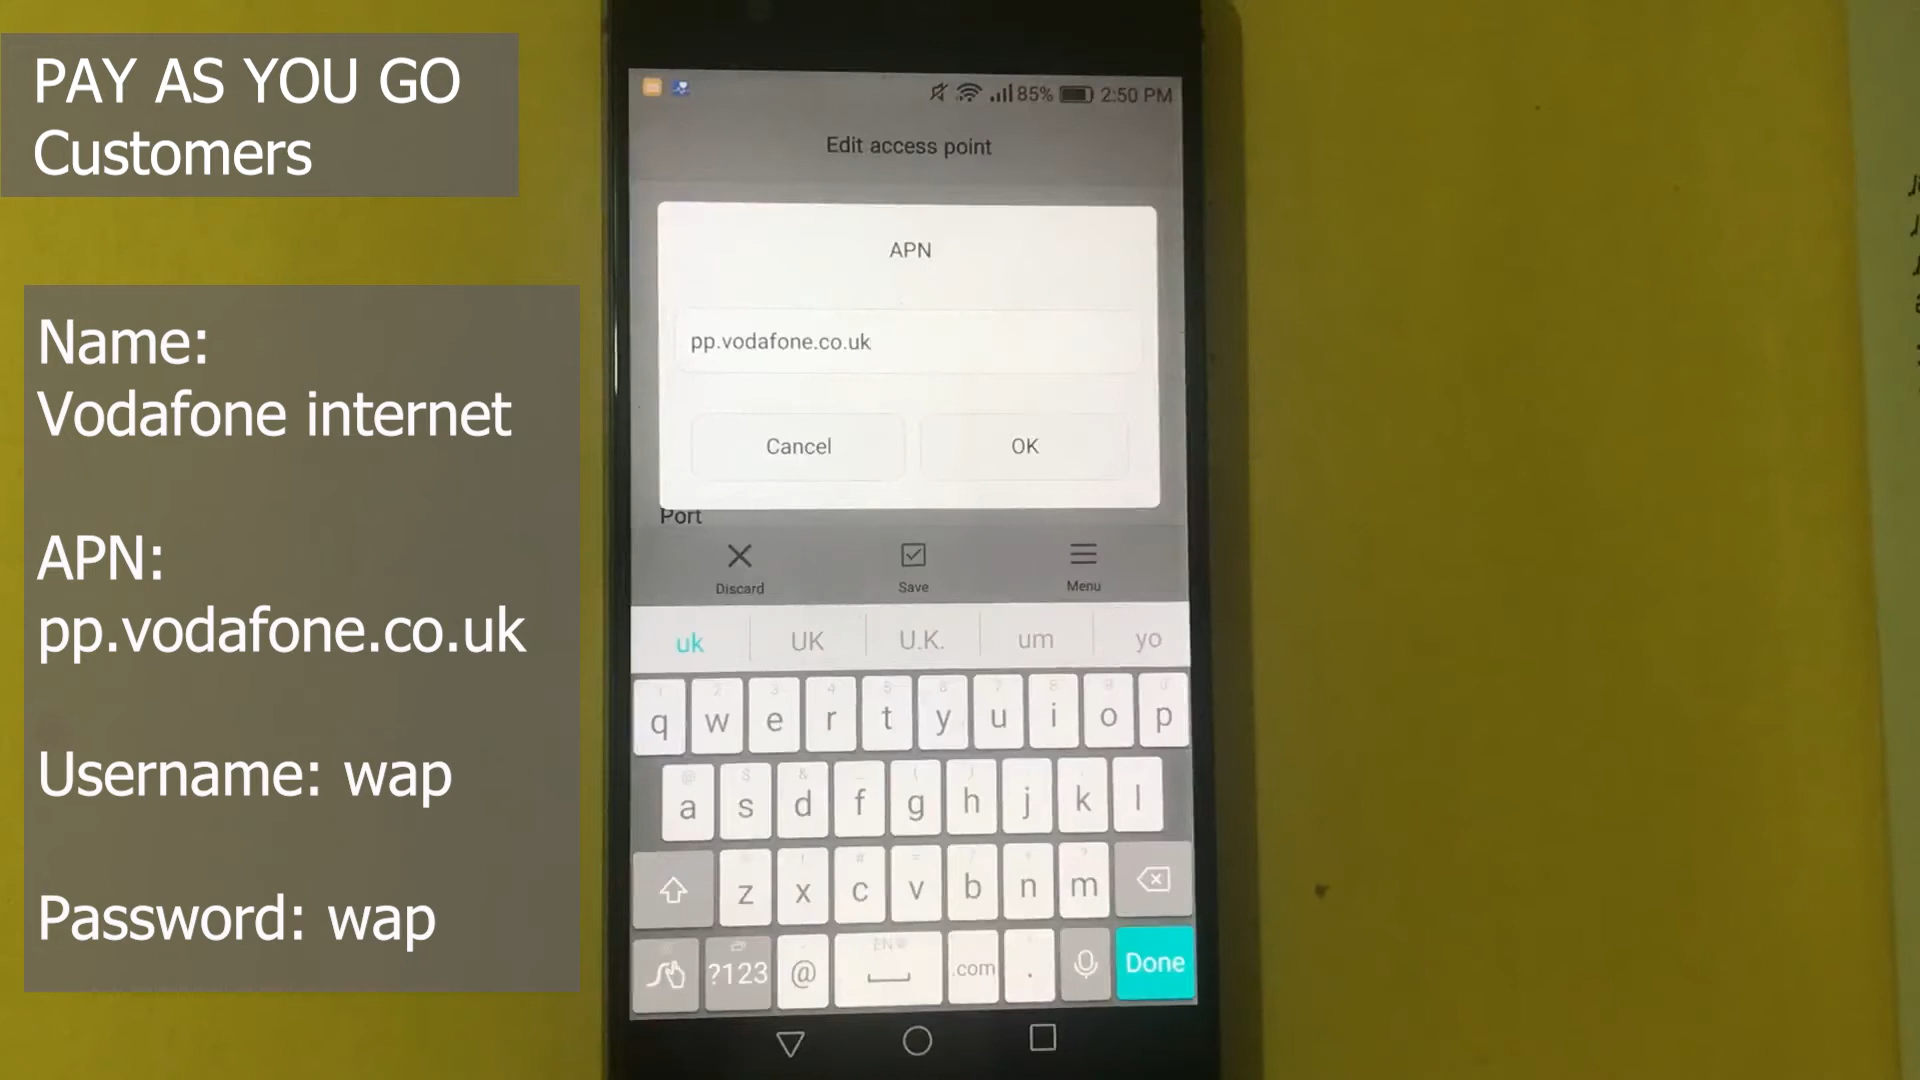 PAY AS YOU GO
Customers
Name:
Vodafone internet
APN:
pp.vodafone.co.uk
Username: wap
Password: wap
85% 2:50 PM
Edit access point
APN
pp.vodafone.co.uk
Cancel OK
Port
Discard Save Menu
uk UK U.K. um yo
q w e r t y u i o p
a s d f g h j k l
z x c v b n m
?123 @ .com . Done